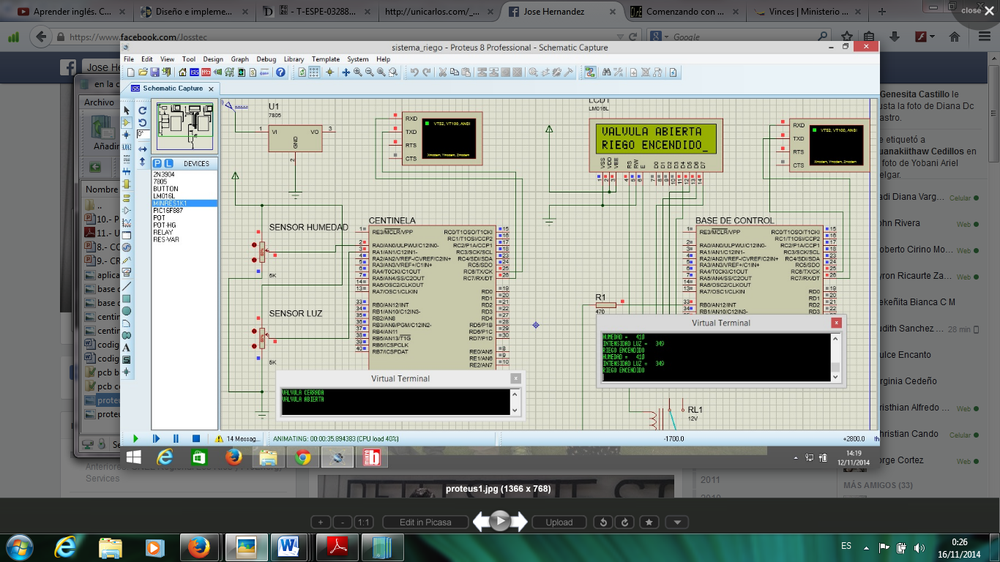 Aprender inglés. C...
Diseño e impleme...
- T-ESPE-03288...
http://unicarlos.com/_...
Jose Hernandez
Comenzando con ...
Vinces | Ministerio ...
close
https://www.facebook.com/Josstec
Google
sistema_riego - Proteus 8 Professional - Schematic Capture
File Edit View Tool Design Graph Debug Library Template System Help
Jose He
en la c
Archivo
Añadir
Nombre
..
10.- P
11.- U
8.- CC
9.- CR
aplica
base d
base d
centin
centin
codig
codig
pcb b
pcb ce
proteu
proteu
Schematic Capture
0°
P L DEVICES
2N3904
7805
BUTTON
LM016L
MINRES1K1
PIC16F887
POT
POT-HG
RELAY
RES-VAR
U1
7805
1 VI VO 3
GND
2
RXD
TXD
RTS
CTS
VT52, VT100, ANSI
Xmodem, Ymodem, Zmodem
LCD1
LM016L
VALVULA ABIERTA
RIEGO ENCENDIDO_
VSS VDD VEE RS RW E D0 D1 D2 D3 D4 D5 D6 D7
RXD
TXD
RTS
CTS
VT52, VT100, ANSI
Xmodem, Ymodem, Zmodem
SENSOR HUMEDAD
5K
SENSOR LUZ
5K
CENTINELA
RE3/MCLR/VPP
RA0/AN0/ULPWU/C12IN0-
RA1/AN1/C12IN1-
RA2/AN2/VREF-/CVREF/C2IN+
RA3/AN3/VREF+/C1IN+
RA4/T0CKI/C1OUT
RA5/AN4/SS/C2OUT
RA6/OSC2/CLKOUT
RA7/OSC1/CLKIN
RB0/AN12/INT
RB1/AN10/C12IN3-
RB2/AN8
RB3/AN9/PGM/C12IN2-
RB4/AN11
RB5/AN13/T1G
RB6/ICSPCLK
RB7/ICSPDAT
RC0/T1OSO/T1CKI
RC1/T1OSI/CCP2
RC2/P1A/CCP1
RC3/SCK/SCL
RC4/SDI/SDA
RC5/SDO
RC6/TX/CK
RC7/RX/DT
RD0
RD1
RD2
RD3
RD4
RD5/P1B
RD6/P1C
RD7/P1D
RE0/AN5
RE1/AN6
RE2/AN7
BASE DE CONTROL
RE3/MCLR/VPP
RA0/AN0/ULPWU/C12IN0-
RA1/AN1/C12IN1-
RA2/AN2/VREF-/CVREF/C2IN+
RA3/AN3/VREF+/C1IN+
RA4/T0CKI/C1OUT
RA5/AN4/SS/C2OUT
RA6/OSC2/CLKOUT
RA7/OSC1/CLKIN
RB0/AN12/INT
RB1/AN10/C12IN3-
RC0/T1OSO/T1CKI
RC1/T1OSI/CCP2
RC2/P1A/CCP1
RC3/SCK/SCL
RC4/SDI/SDA
RC5/SDO
RC6/TX/CK
RC7/RX/DT
RD0
RD1
RD2
RD3
R1
470
Virtual Terminal
HUMEDAD = 410
INTENSIDAD LUZ = 349
RIEGO ENCENDIDO
HUMEDAD = 410
INTENSIDAD LUZ = 349
RIEGO ENCENDIDO
Virtual Terminal
VALVULA CERRADA
VALVULA ABIERTA
RL1
12V
14 Messag...
ANIMATING: 00:00:35.894383 (CPU load 40%)
-1700.0
+2800.0
th
14:19
12/11/2014
Genesita Castillo le
usta la foto de Diana Dc
astro.
e etiquetó a
uanakiithaw Cedillos en
foto de Yobani Ariel
elgar.
adi Diana Varg... Celular
ohn Rivera Web
oberto Cirino Mo... Web
yron Ricaurte Za... Web
ekeñita Bianca C M
udith Sanchez ... 28 min
ulce Encanto
irginia Cedeño
risthian Alfredo ... Web
hristian Cando Celular
orge Cortez Web
MÁS AMIGOS (33)
2011
Services
proteus1.jpg (1366 x 768)
+ - 1:1 Edit in Picasa Upload
ES
0:26
16/11/2014